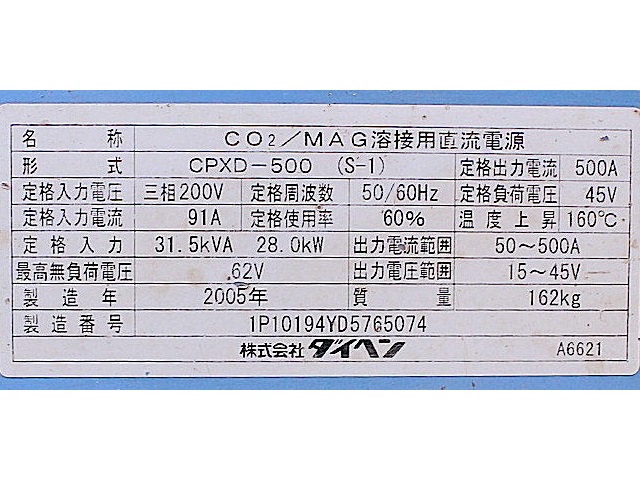 名称 CO2/MAG溶接用直流電源
形式 CPXD-500 (S-1) 定格出力電流 500A
定格入力電圧 三相200V 定格周波数 50/60Hz 定格負荷電圧 45V
定格入力電流 91A 定格使用率 60% 温度上昇 160℃
定格入力 31.5kVA 28.0kW 出力電流範囲 50～500A
最高無負荷電圧 62V 出力電圧範囲 15～45V
製造年 2005年 質量 162kg
製造番号 1P10194YD5765074
株式会社ダイヘン A6621